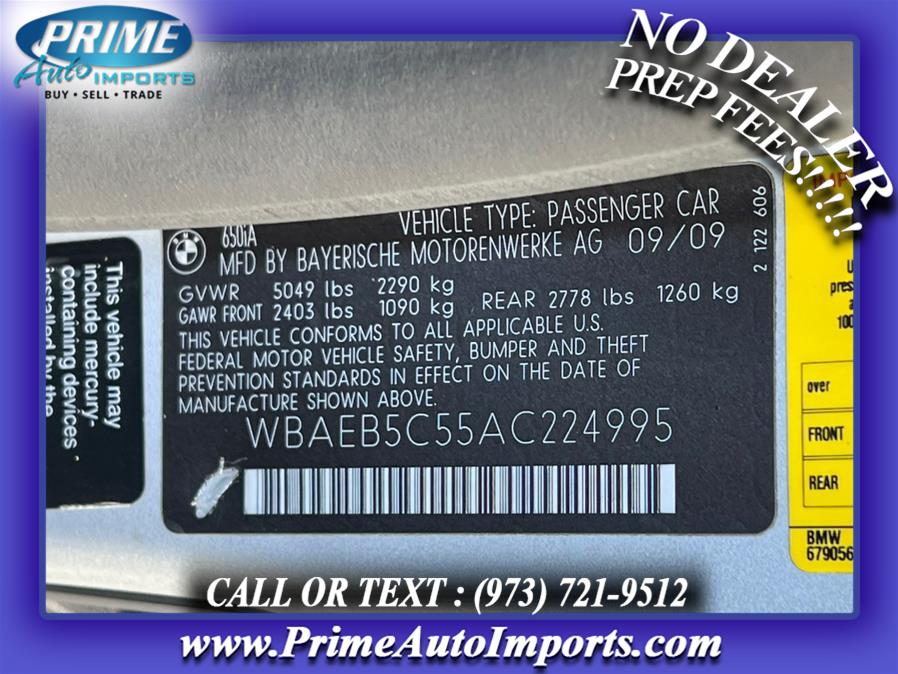 PRIME
Auto IMPORTS
BUY • SELL • TRADE
NO DEALER
PREP FEES!!!!!
650iA
VEHICLE TYPE: PASSENGER CAR
MFD BY BAYERISCHE MOTORENWERKE AG 09/09
2 122 606
GVWR 5049 lbs 2290 kg
GAWR FRONT 2403 lbs 1090 kg REAR 2778 lbs 1260 kg
THIS VEHICLE CONFORMS TO ALL APPLICABLE U.S.
FEDERAL MOTOR VEHICLE SAFETY, BUMPER AND THEFT
PREVENTION STANDARDS IN EFFECT ON THE DATE OF
MANUFACTURE SHOWN ABOVE.
WBAEB5C55AC224995
This vehicle may
include mercury-
containing devices
installed by the
over
FRONT
REAR
BMW
679056
CALL OR TEXT : (973) 721-9512
www.PrimeAutoImports.com